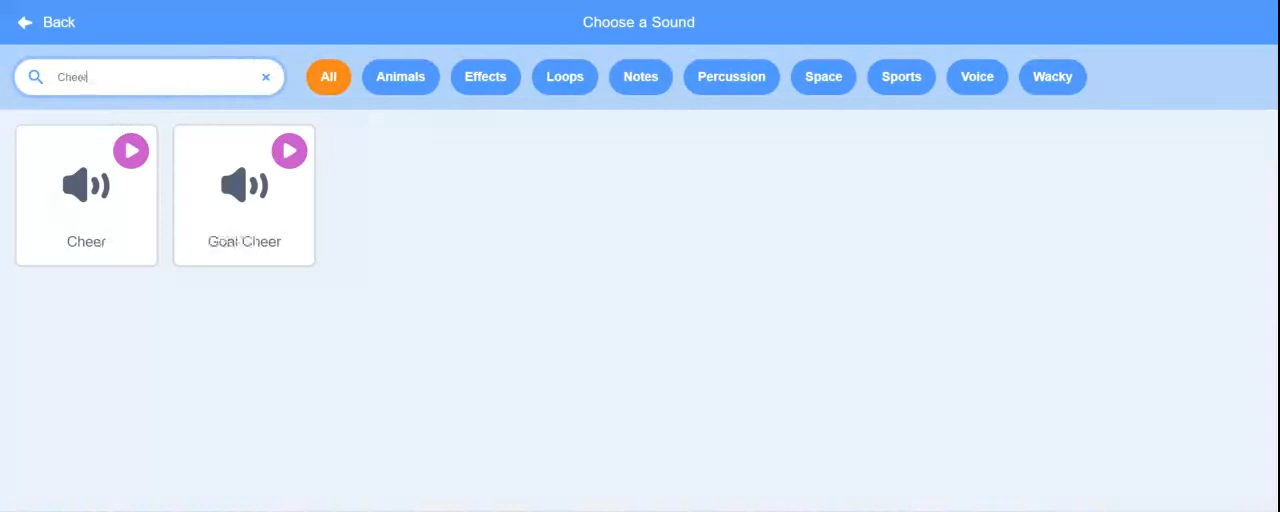 Back
Choose a Sound
Cheer
All
Animals
Effects
Loops
Notes
Percussion
Space
Sports
Voice
Wacky
Cheer
Goal Cheer